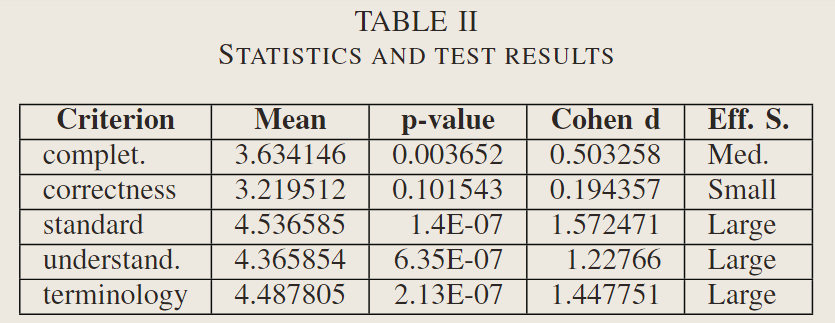 TABLE II
STATISTICS AND TEST RESULTS
Criterion Mean p-value Cohen d Eff. S.
complet. 3.634146 0.003652 0.503258 Med.
correctness 3.219512 0.101543 0.194357 Small
standard 4.536585 1.4E-07 1.572471 Large
understand. 4.365854 6.35E-07 1.22766 Large
terminology 4.487805 2.13E-07 1.447751 Large